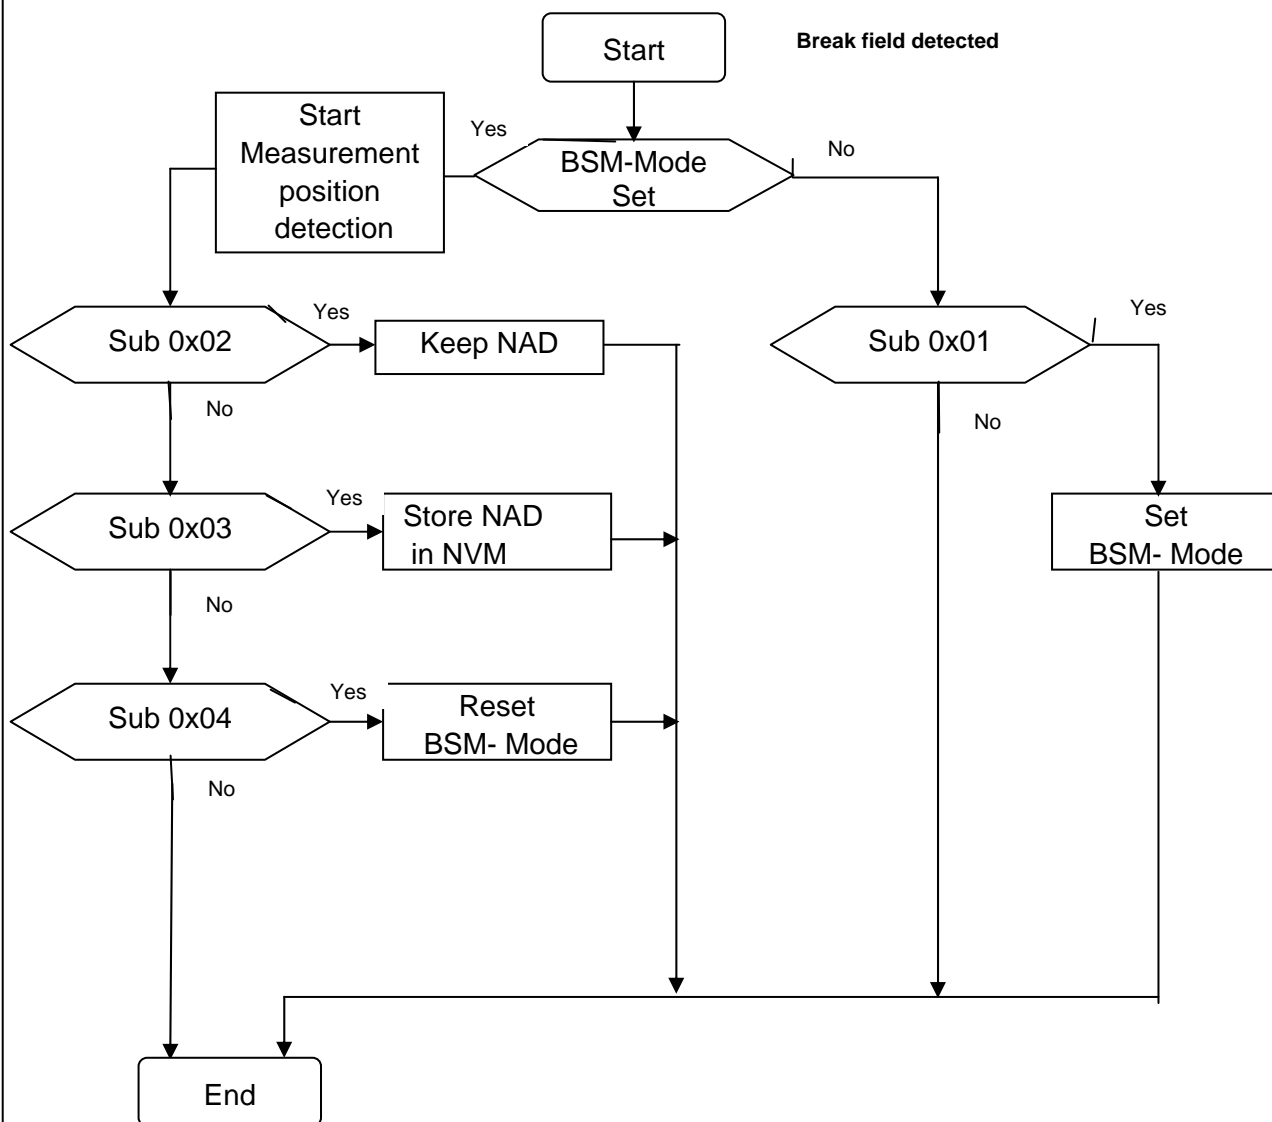 Start
Break field detected
Start
Measurement
position
detection
Yes
BSM-Mode
Set
No
Sub 0x02
Yes
Keep NAD
Sub 0x01
Yes
No
No
Sub 0x03
Yes
Store NAD
in NVM
Set
BSM- Mode
No
Sub 0x04
Yes
Reset
BSM- Mode
No
End